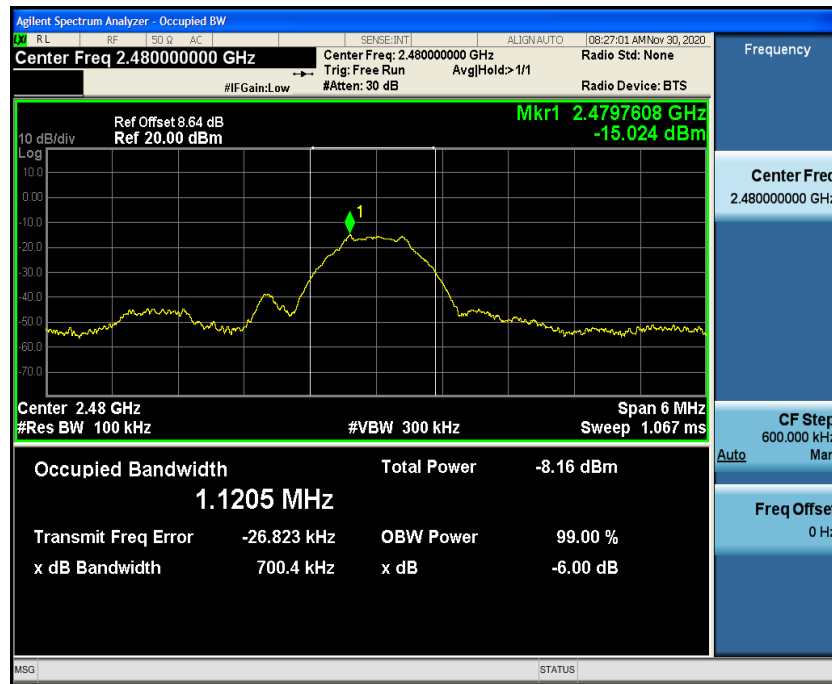 Agilent Spectrum Analyzer - Occupied BW
LXI RL RF 50 Ω AC SENSE:INT ALIGN AUTO 08:27:01 AM Nov 30, 2020
Center Freq 2.480000000 GHz
Center Freq: 2.480000000 GHz
Radio Std: None
Trig: Free Run Avg|Hold:>1/1
#IFGain:Low
#Atten: 30 dB
Radio Device: BTS
Frequency
Mkr1 2.4797608 GHz
-15.024 dBm
Ref Offset 8.64 dB
10 dB/div Ref 20.00 dBm
Log
10.0
0.00
-10.0
-20.0
-30.0
-40.0
-50.0
-60.0
-70.0
1
Center Freq
2.480000000 GHz
Center 2.48 GHz Span 6 MHz
#Res BW 100 kHz #VBW 300 kHz Sweep 1.067 ms
CF Step
600.000 kHz
Auto Man
Occupied Bandwidth Total Power -8.16 dBm
1.1205 MHz
Transmit Freq Error -26.823 kHz OBW Power 99.00 %
x dB Bandwidth 700.4 kHz x dB -6.00 dB
Freq Offset
0 Hz
MSG STATUS